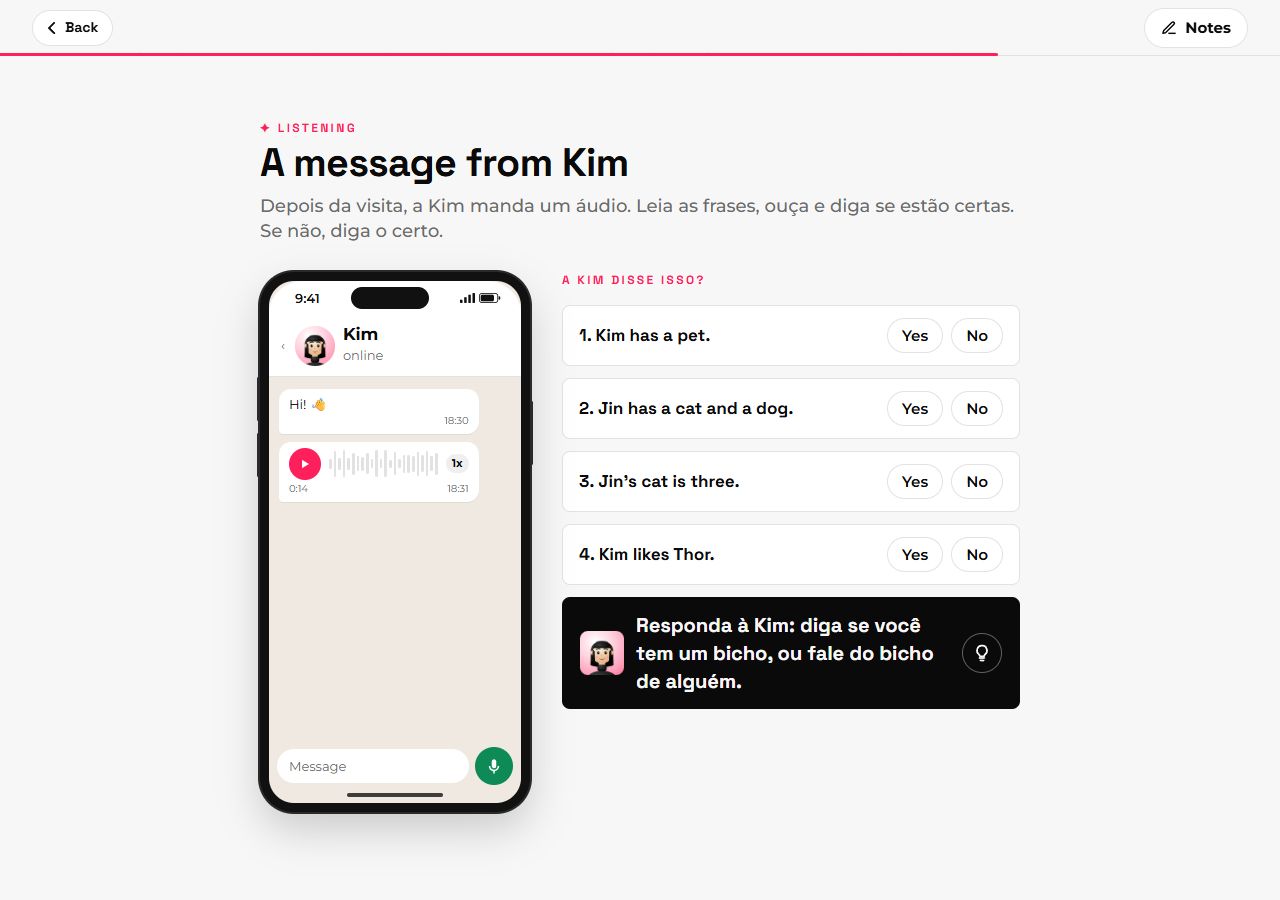 Back
Notes
LISTENING
A message from Kim
Depois da visita, a Kim manda um áudio. Leia as frases, ouça e diga se estão certas.
Se não, diga o certo.
9:41
Kim
online
Hi! 👋
18:30
1x
0:14
18:31
Message
A KIM DISSE ISSO?
1. Kim has a pet.
Yes
No
2. Jin has a cat and a dog.
Yes
No
3. Jin's cat is three.
Yes
No
4. Kim likes Thor.
Yes
No
Responda à Kim: diga se você
tem um bicho, ou fale do bicho
de alguém.